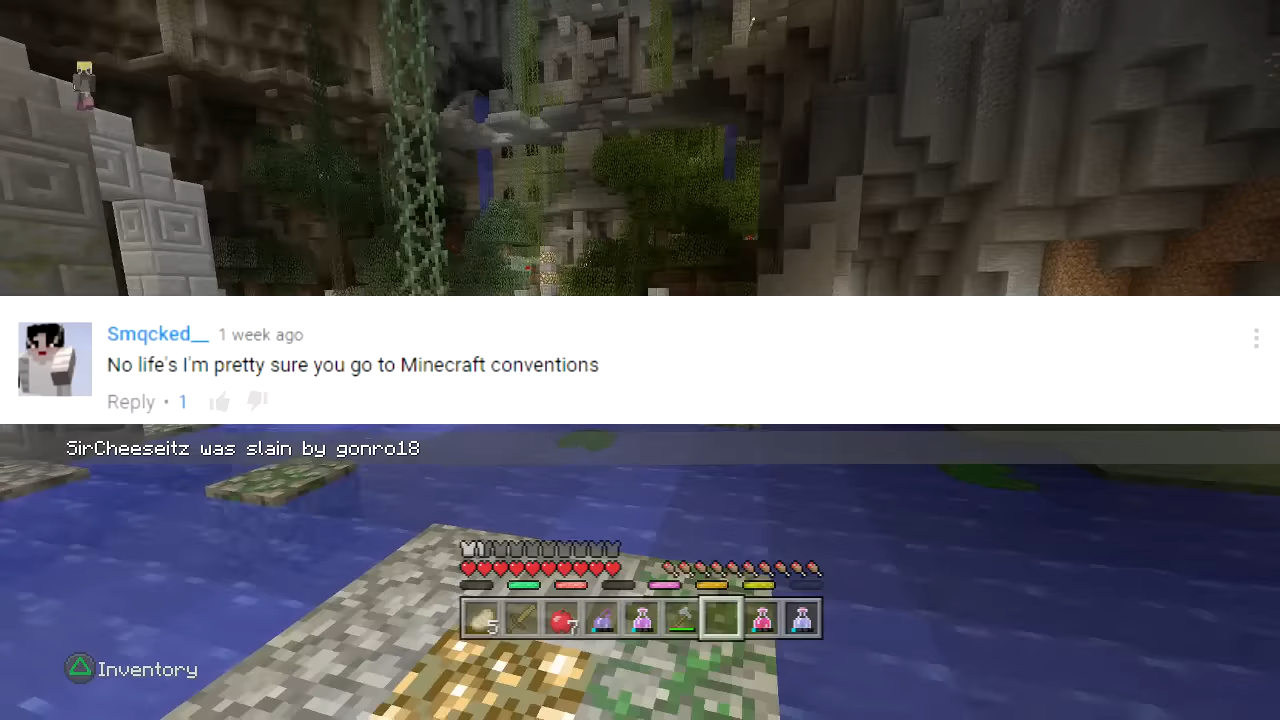 Smqcked__ 1 week ago
No life's I'm pretty sure you go to Minecraft conventions
Reply • 1
SirCheeseitz was slain by gonro18
5 7
Inventory